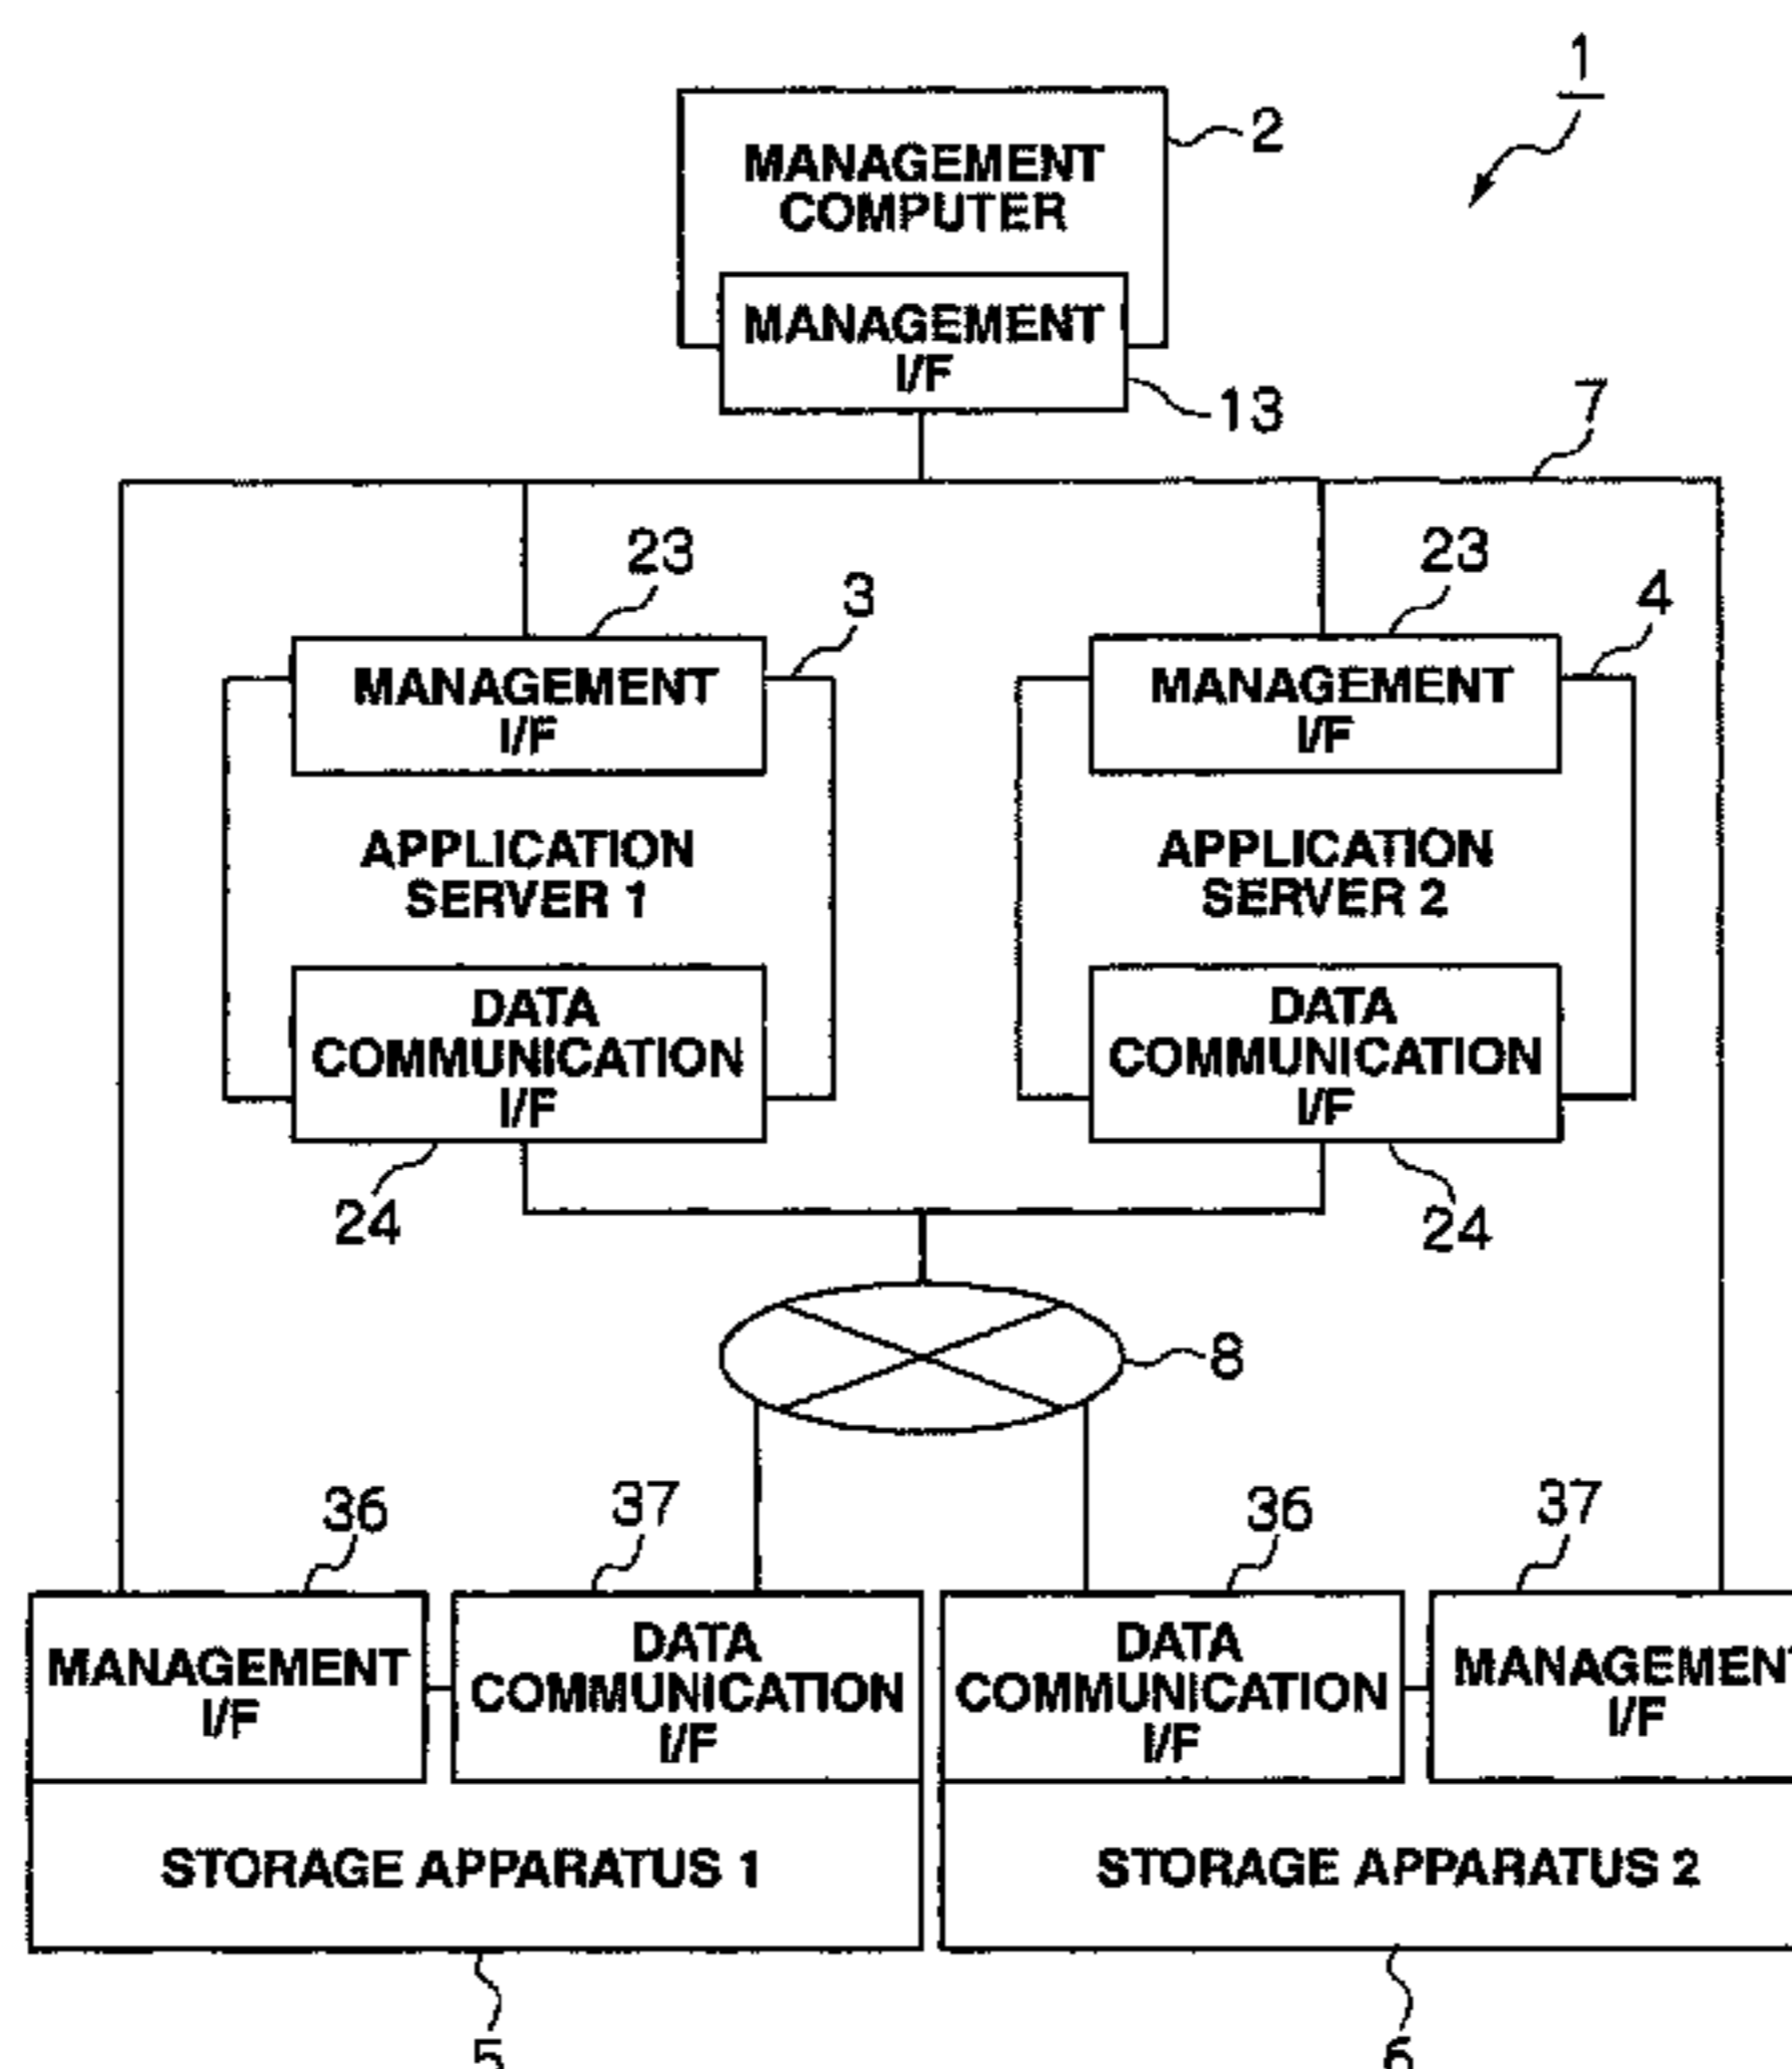 1
2
MANAGEMENT
COMPUTER
MANAGEMENT
I/F
13
7
23
3
23
4
MANAGEMENT
I/F
APPLICATION
SERVER 1
DATA
COMMUNICATION
I/F
24
MANAGEMENT
I/F
APPLICATION
SERVER 2
DATA
COMMUNICATION
I/F
24
8
36
37
36
37
MANAGEMENT
I/F
DATA
COMMUNICATION
I/F
STORAGE APPARATUS 1
DATA
COMMUNICATION
I/F
MANAGEMENT
I/F
STORAGE APPARATUS 2
5
6